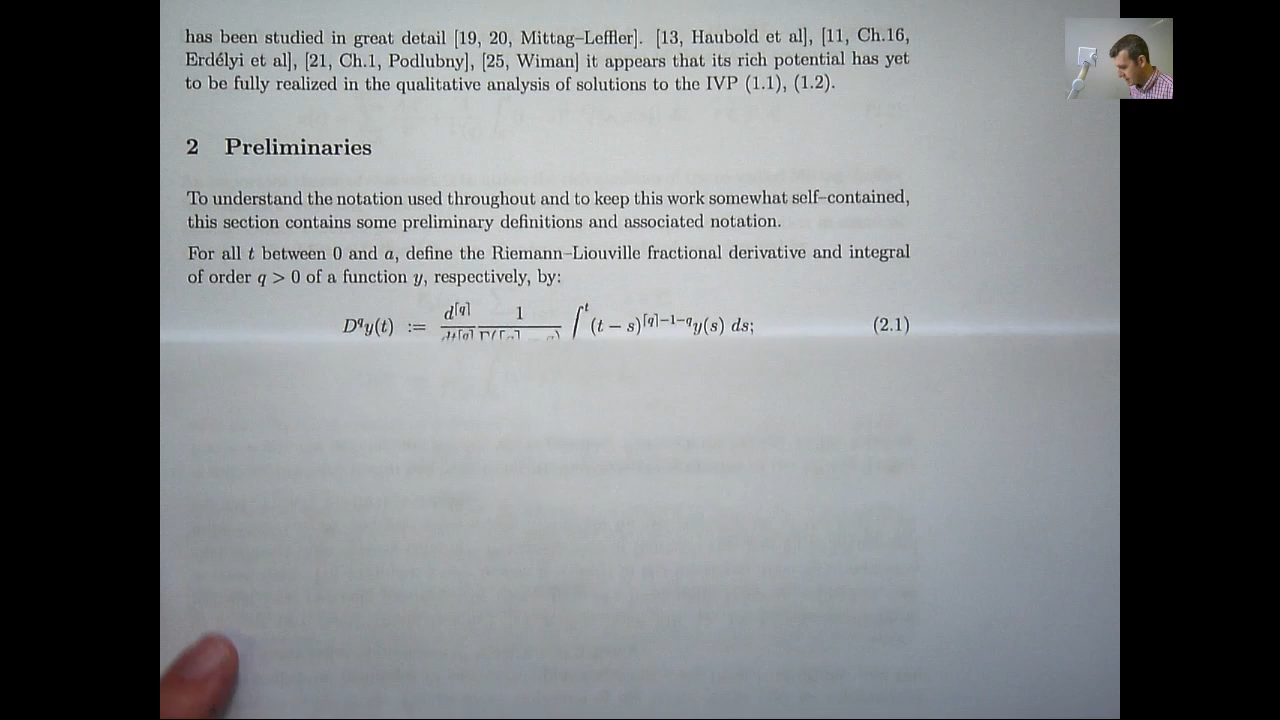 has been studied in great detail [19, 20, Mittag–Leffler]. [13, Haubold et al], [11, Ch.16,
Erdélyi et al], [21, Ch.1, Podlubny], [25, Wiman] it appears that its rich potential has yet
to be fully realized in the qualitative analysis of solutions to the IVP (1.1), (1.2).
2 Preliminaries
To understand the notation used throughout and to keep this work somewhat self–contained,
this section contains some preliminary definitions and associated notation.
For all t between 0 and a, define the Riemann–Liouville fractional derivative and integral
of order q > 0 of a function y, respectively, by:
D^q y(t) := d^⌈q⌉/dt^⌈q⌉ 1/Γ(⌈q⌉ − q) ∫^t (t − s)^{⌈q⌉−1−q} y(s) ds; (2.1)